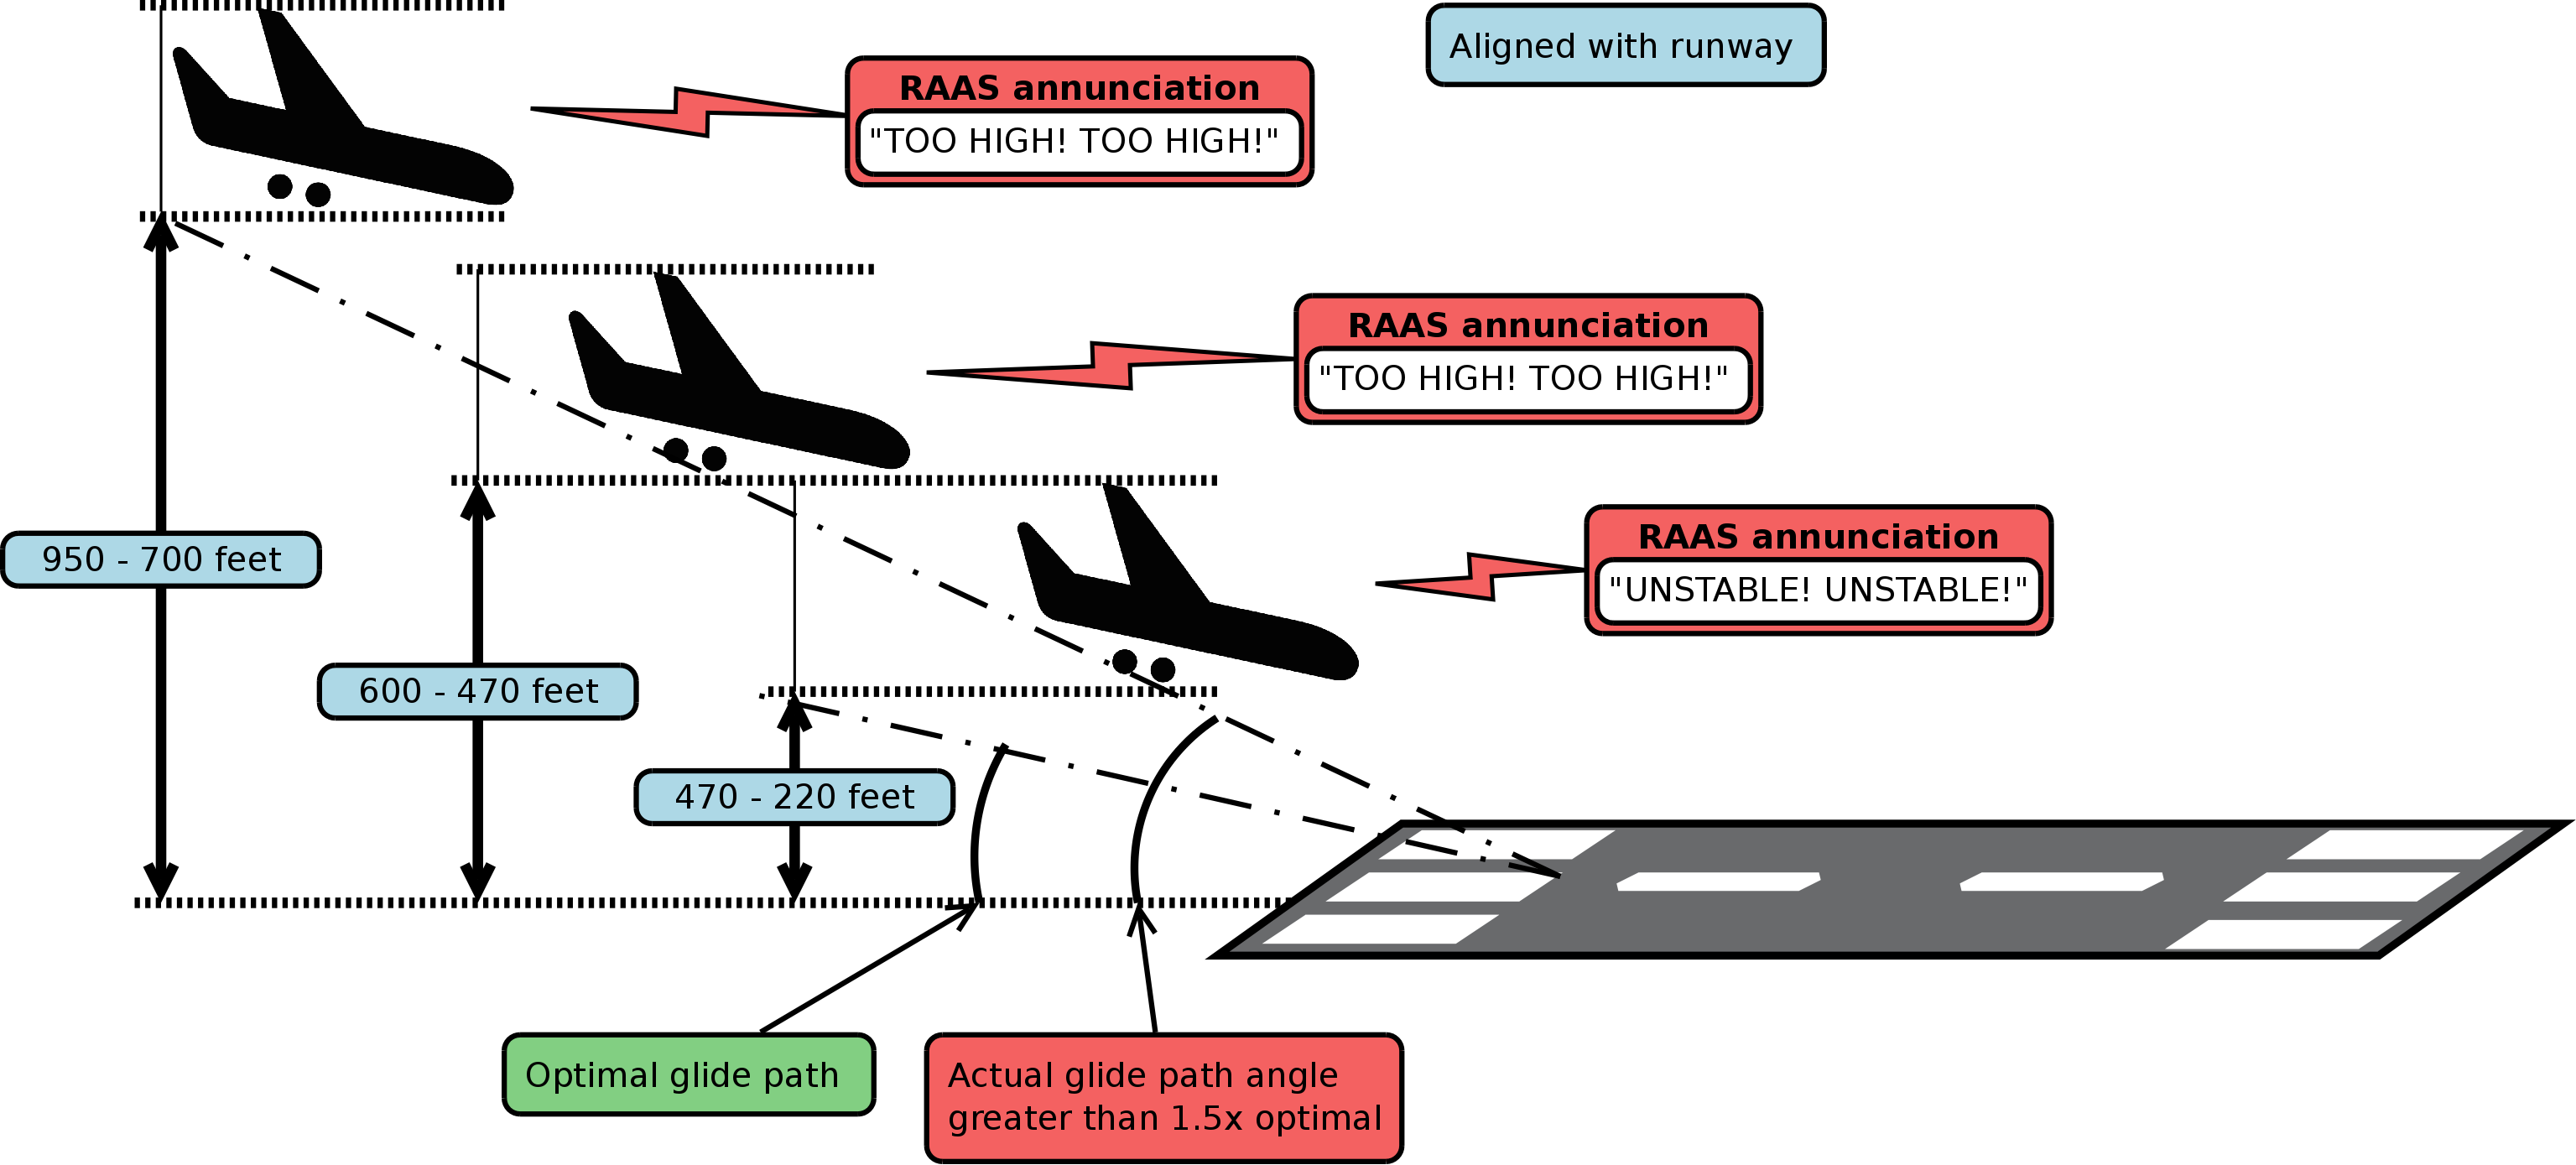 Aligned with runway
RAAS annunciation
"TOO HIGH! TOO HIGH!"
RAAS annunciation
"TOO HIGH! TOO HIGH!"
RAAS annunciation
"UNSTABLE! UNSTABLE!"
950 - 700 feet
600 - 470 feet
470 - 220 feet
Optimal glide path
Actual glide path angle
greater than 1.5x optimal